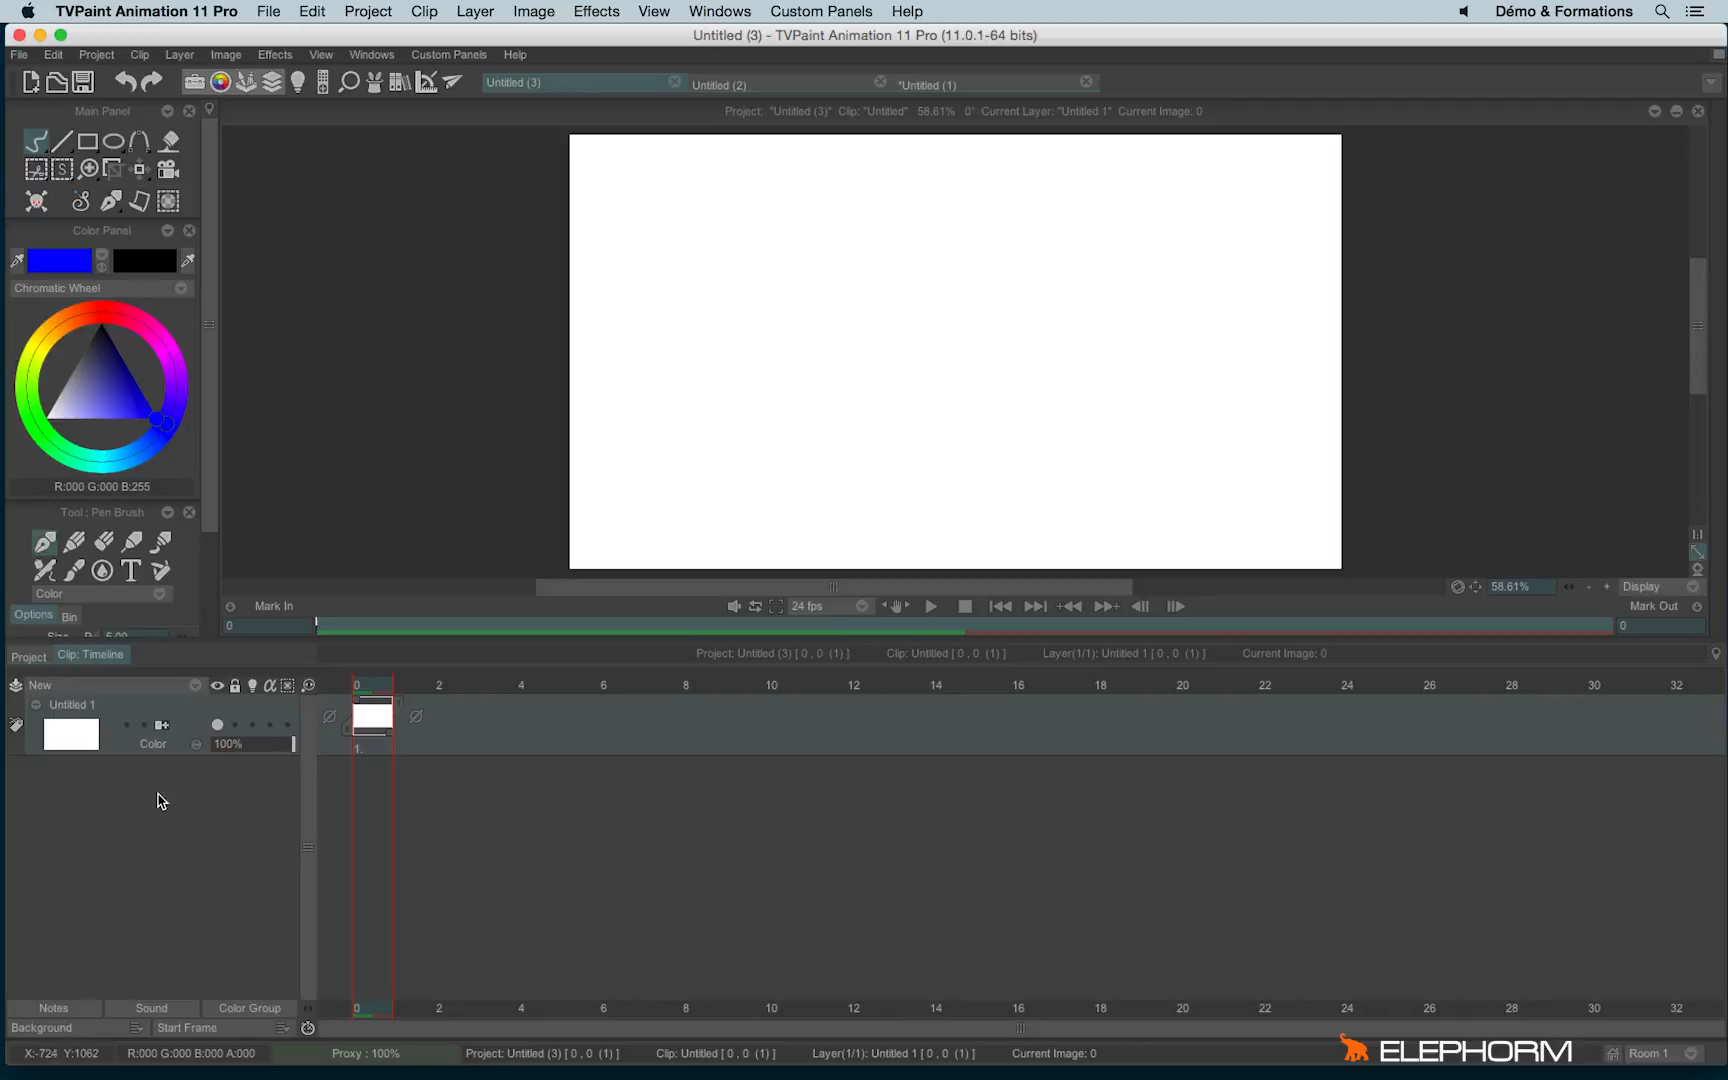 TVPaint Animation 11 Pro File Edit Project Clip Layer Image Effects View Windows Custom Panels Help Démo & Formations
Untitled (3) - TVPaint Animation 11 Pro (11.0.1-64 bits)
File Edit Project Clip Layer Image Effects View Windows Custom Panels Help
Untitled (3) Untitled (2) *Untitled (1)
Main Panel
Project: "Untitled (3)" Clip: "Untitled" 58.61% 0° Current Layer: "Untitled 1" Current Image: 0
Color Panel
Chromatic Wheel
R:000 G:000 B:255
Tool : Pen Brush
Color
Options Bin
58.61% Display
Mark In 24 fps Mark Out
0 0
Project Clip: Timeline Project: Untitled (3) [ 0 , 0 (1) ] Clip: Untitled [ 0 , 0 (1) ] Layer(1/1): Untitled 1 [ 0 , 0 (1) ] Current Image: 0
New 0 2 4 6 8 10 12 14 16 18 20 22 24 26 28 30 32
Untitled 1
Color 100%
1.
Notes Sound Color Group 0 2 4 6 8 10 12 14 16 18 20 22 24 26 28 30 32
Background Start Frame
X:-724 Y:1062 R:000 G:000 B:000 A:000 Proxy : 100% Project: Untitled (3) [ 0 , 0 (1) ] Clip: Untitled [ 0 , 0 (1) ] Layer(1/1): Untitled 1 [ 0 , 0 (1) ] Current Image: 0 ELEPHORM Room 1